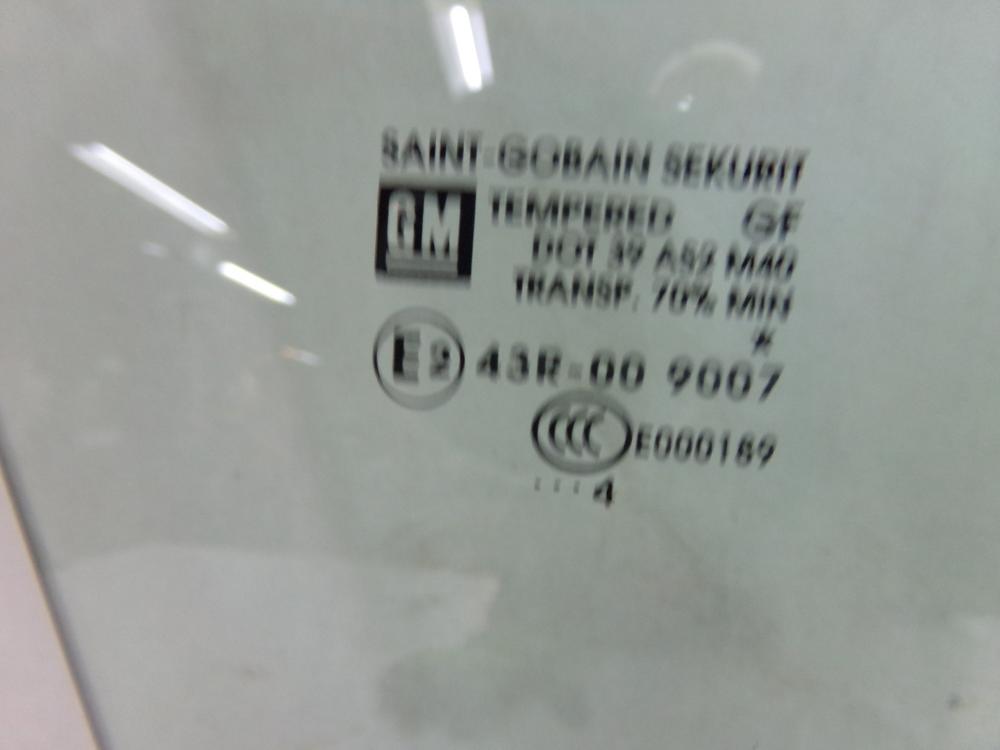 SAINT-GOBAIN SEKURIT
GM TEMPERED GF
DOT 39 AS2 M40
TRANSP. 70% MIN
*
43R-00 9007
CCC E000189
... 4